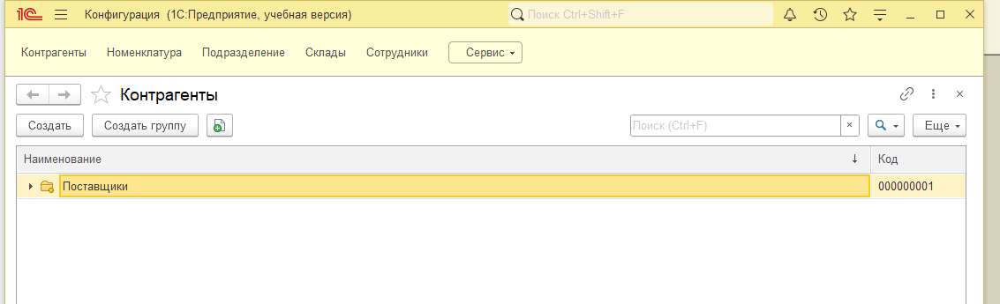 1С Конфигурация (1С:Предприятие, учебная версия) Поиск Ctrl+Shift+F
Контрагенты Номенклатура Подразделение Склады Сотрудники Сервис
Контрагенты
Создать Создать группу Поиск (Ctrl+F) × Еще
Наименование ↓ Код
Поставщики 000000001